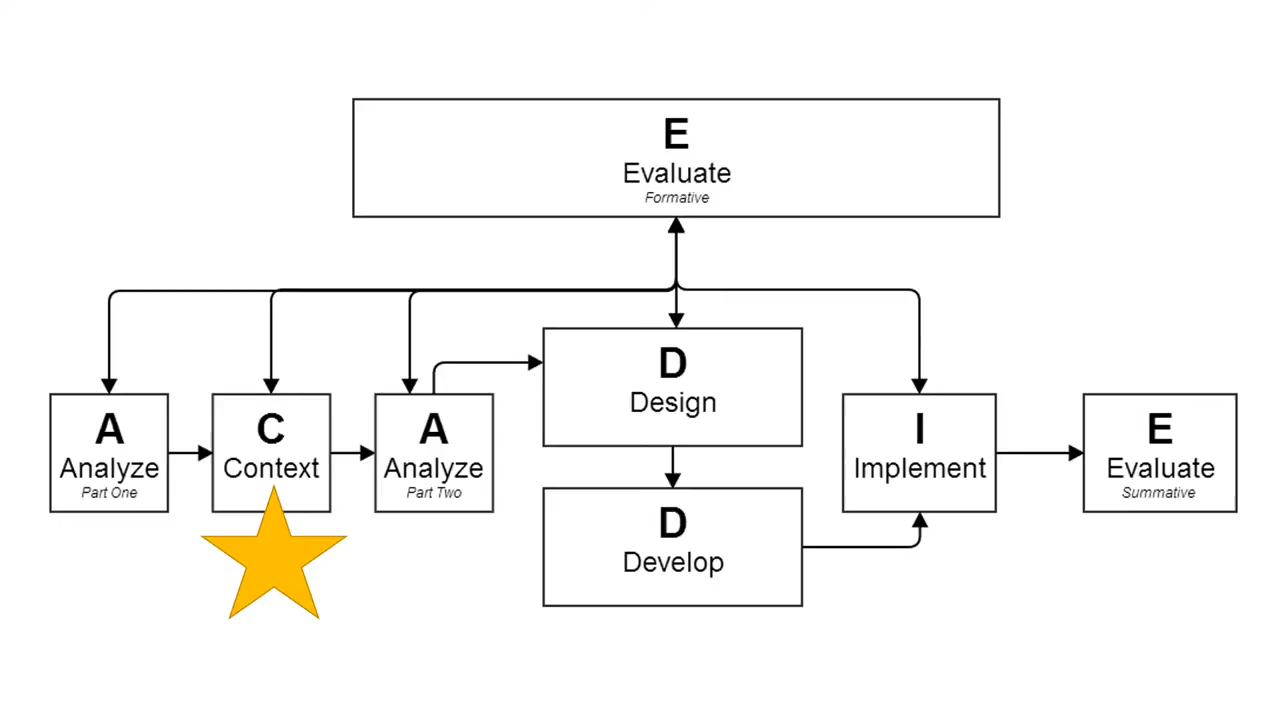 E
Evaluate
Formative
A
Analyze
Part One
C
Context
A
Analyze
Part Two
D
Design
D
Develop
I
Implement
E
Evaluate
Summative